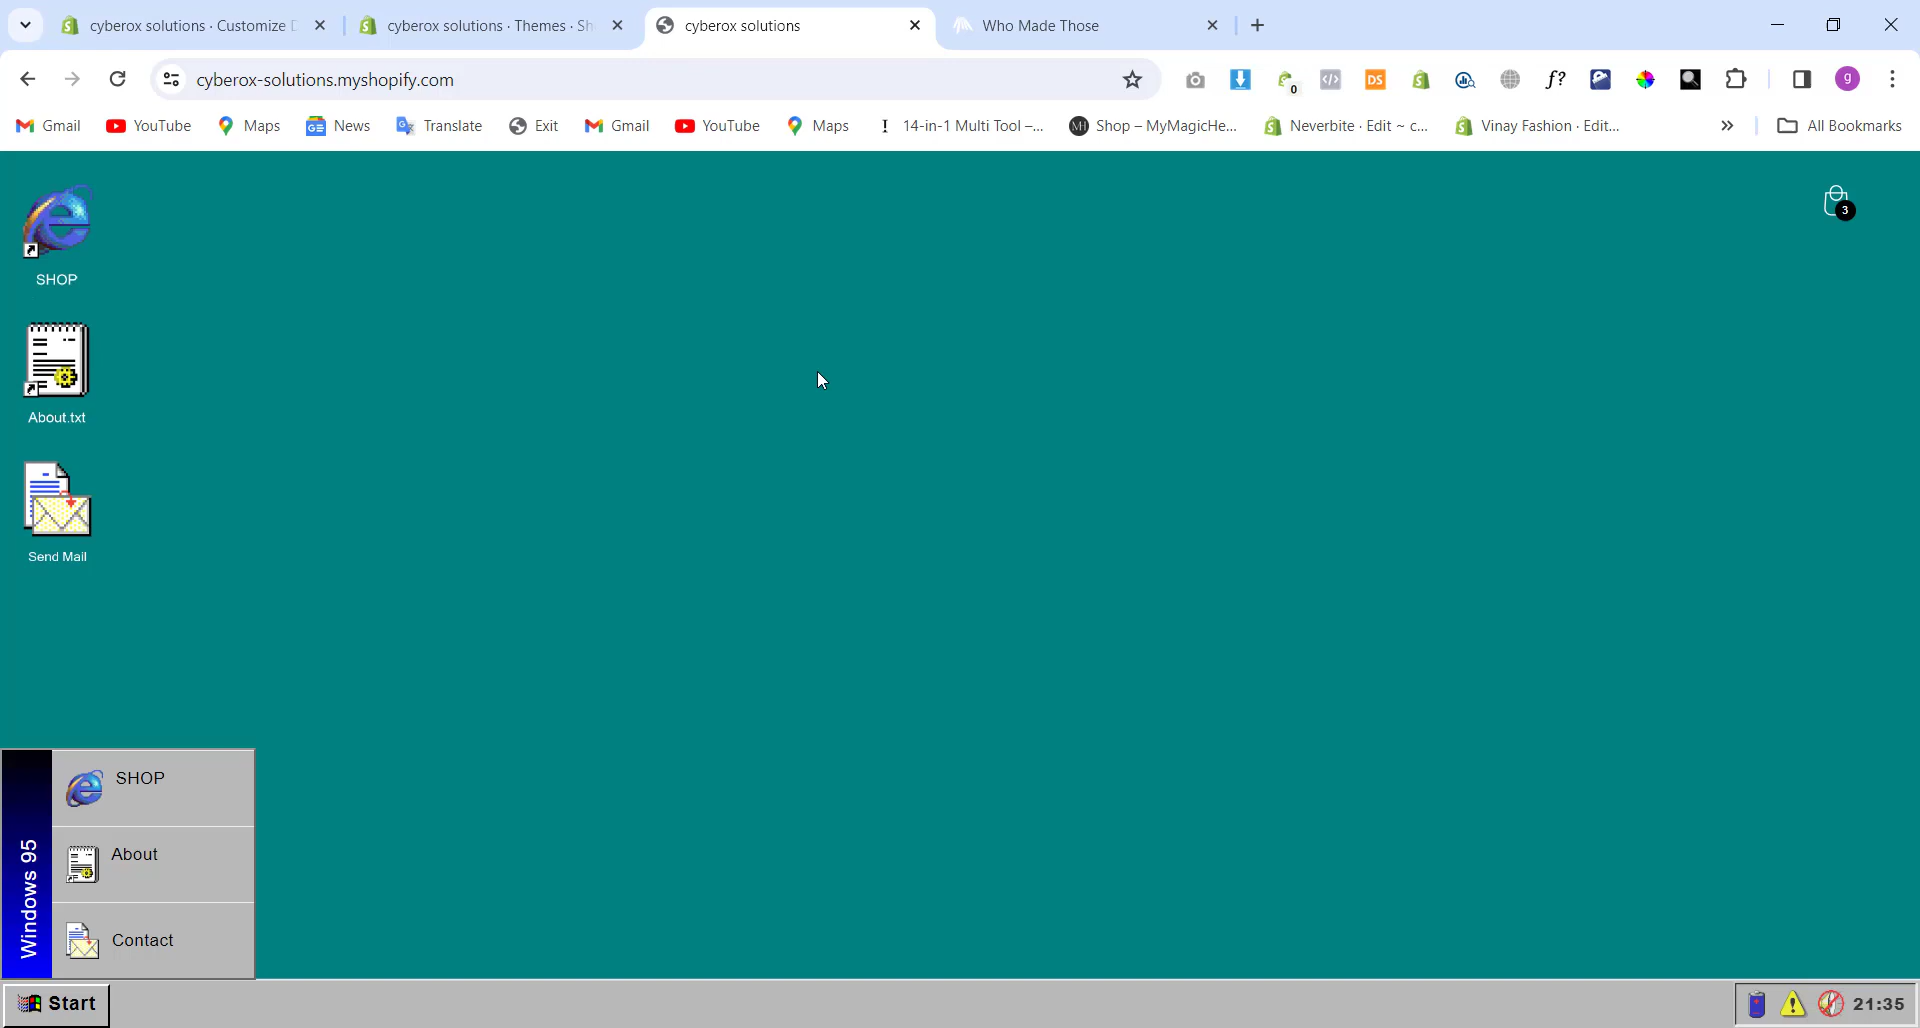 cyberox solutions · Customize D
cyberox solutions · Themes · Sh
cyberox solutions
Who Made Those
cyberox-solutions.myshopify.com
0
DS
f?
g
Gmail
YouTube
Maps
News
Translate
Exit
Gmail
YouTube
Maps
14-in-1 Multi Tool –...
Shop – MyMagicHe...
Neverbite · Edit ~ c...
Vinay Fashion · Edit...
All Bookmarks
3
SHOP
About.txt
Send Mail
Windows 95
SHOP
About
Contact
Start
21:35